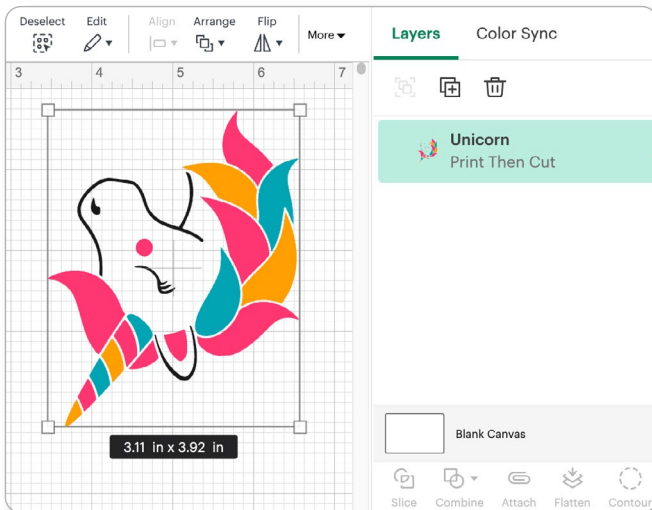 Deselect Edit Align Arrange Flip
More
Layers Color Sync
3 4 5 6 7
Unicorn
Print Then Cut
3.11 in x 3.92 in
Blank Canvas
Slice Combine Attach Flatten Contour